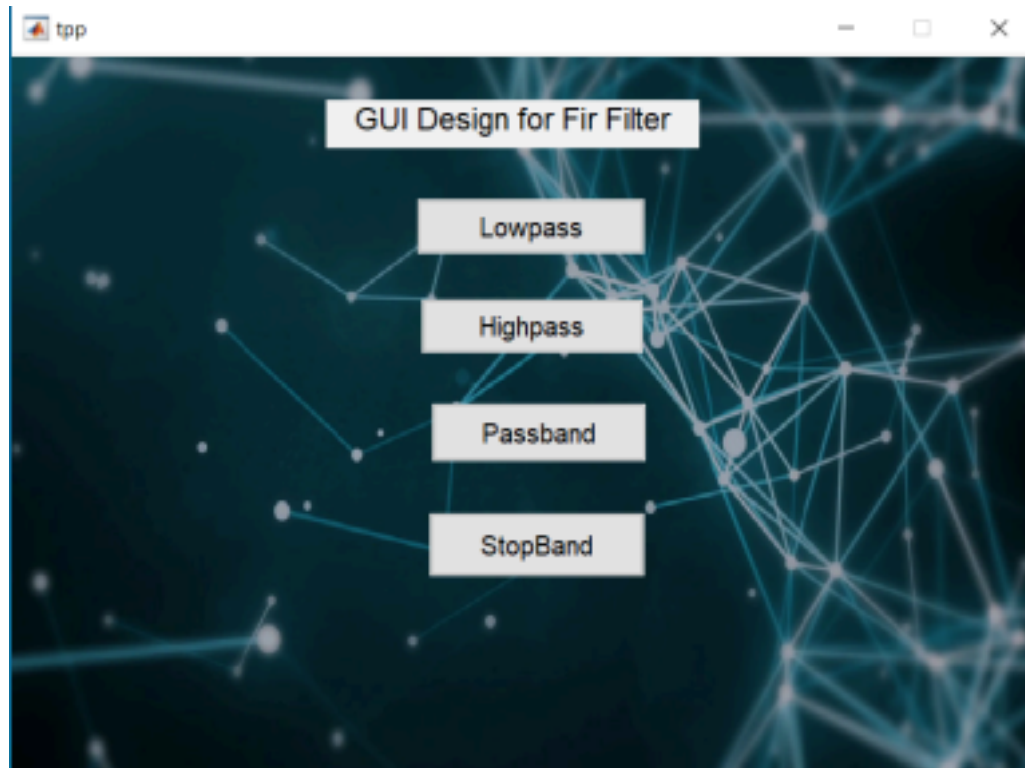 tpp
GUI Design for Fir Filter
Lowpass
Highpass
Passband
StopBand